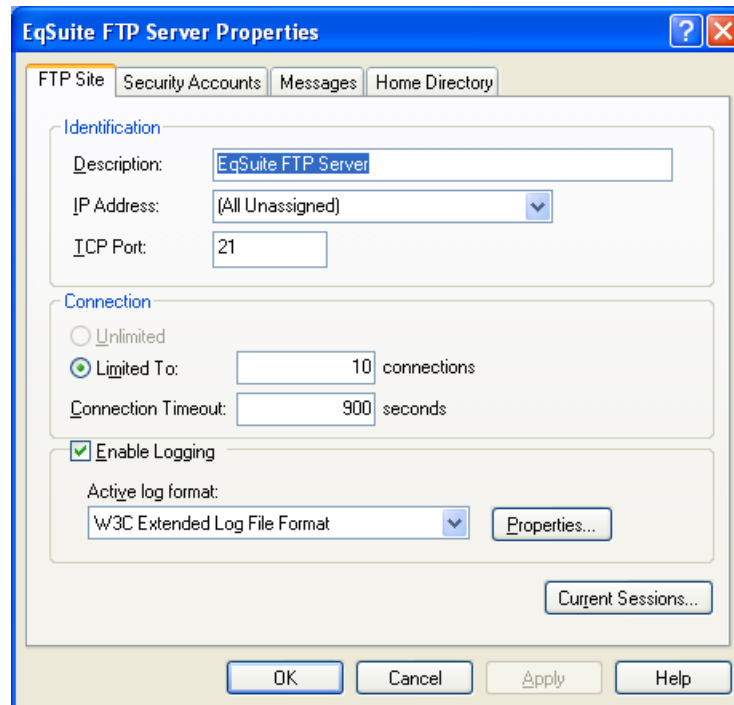 EqSuite FTP Server Properties
FTP Site Security Accounts Messages Home Directory
Identification
Description: EqSuite FTP Server
IP Address: (All Unassigned)
TCP Port: 21
Connection
Unlimited
Limited To: 10 connections
Connection Timeout: 900 seconds
Enable Logging
Active log format:
W3C Extended Log File Format Properties...
Current Sessions...
OK Cancel Apply Help